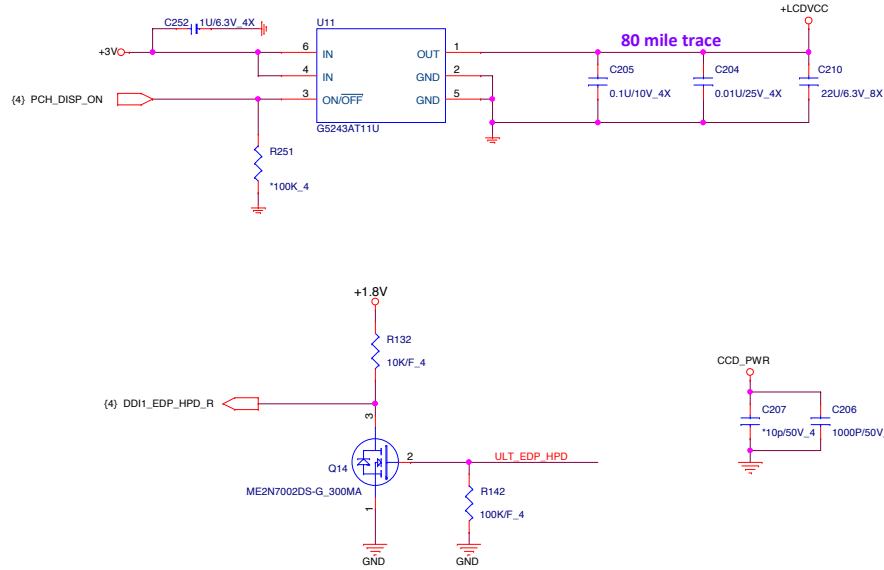 +LCDVCC
C252 1U/6.3V_4X
U11
80 mile trace
+3V
6 IN
OUT 1
4 IN
GND 2
C205
C204
C210
{4} PCH_DISP_ON
3 ON/OFF
GND 5
0.1U/10V_4X
0.01U/25V_4X
22U/6.3V_8X
G5243AT11U
R251
*100K_4
+1.8V
R132
10K/F_4
CCD_PWR
{4} DDI1_EDP_HPD_R
3
C207
C206
*10p/50V_4
1000P/50V_
2
ULT_EDP_HPD
Q14
ME2N7002DS-G_300MA
R142
1
100K/F_4
GND
GND